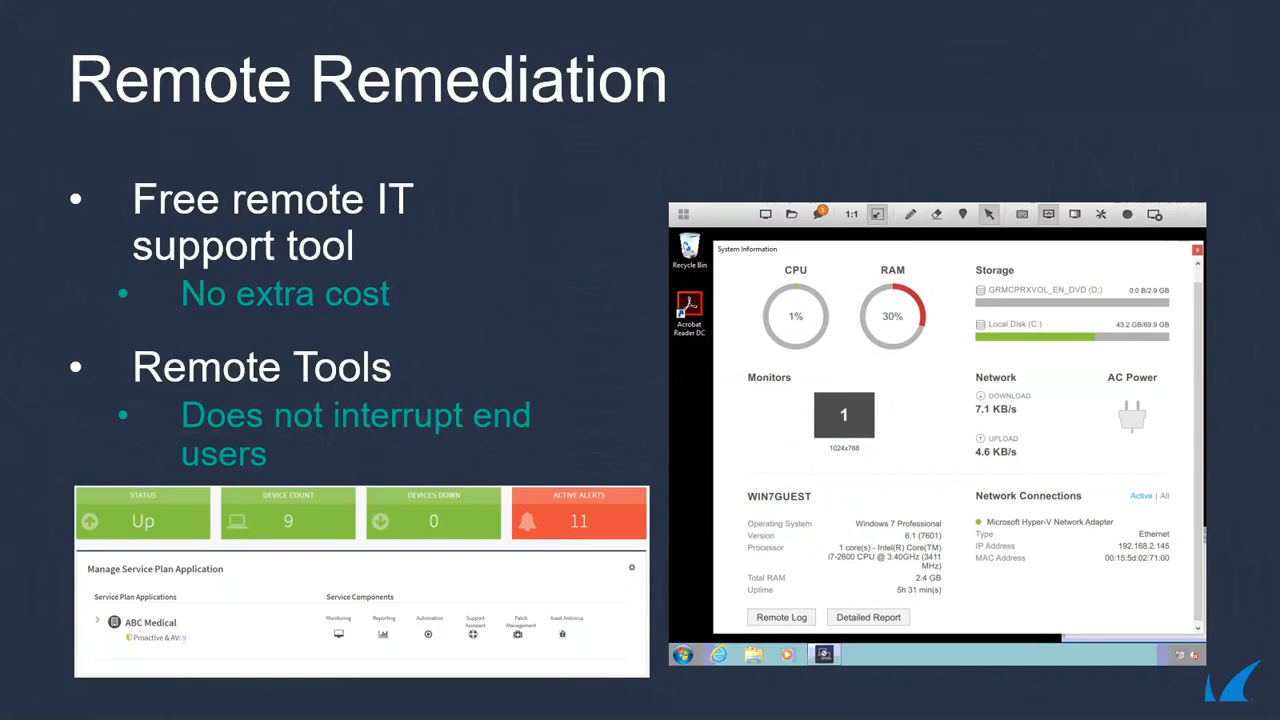 Remote Remediation
• Free remote IT
support tool
• No extra cost
• Remote Tools
• Does not interrupt end
users
STATUS
Up
DEVICE COUNT
9
DEVICES DOWN
0
ACTIVE ALERTS
11
Manage Service Plan Application
Service Plan Applications
Service Components
ABC Medical
Proactive & AV: 9
Monitoring
Reporting
Automation
Support
Assistant
Patch
Management
Avast Antivirus
3
1:1
Recycle Bin
Acrobat
Reader DC
System Information
CPU
1%
RAM
30%
Storage
GRMCPRXVOL_EN_DVD (D:) 0.0 B/2.9 GB
Local Disk (C:) 43.2 GB/69.9 GB
Monitors
1
1024x768
Network
DOWNLOAD
7.1 KB/s
UPLOAD
4.6 KB/s
AC Power
WIN7GUEST
Operating System Windows 7 Professional
Version 6.1 (7601)
Processor 1 core(s) - Intel(R) Core(TM)
i7-2600 CPU @ 3.40GHz (3411
MHz)
Total RAM 2.4 GB
Uptime 5h 31 min(s)
Remote Log
Detailed Report
Network Connections Active | All
Microsoft Hyper-V Network Adapter
Type Ethernet
IP Address 192.168.2.145
MAC Address 00:15:5d:02:71:00